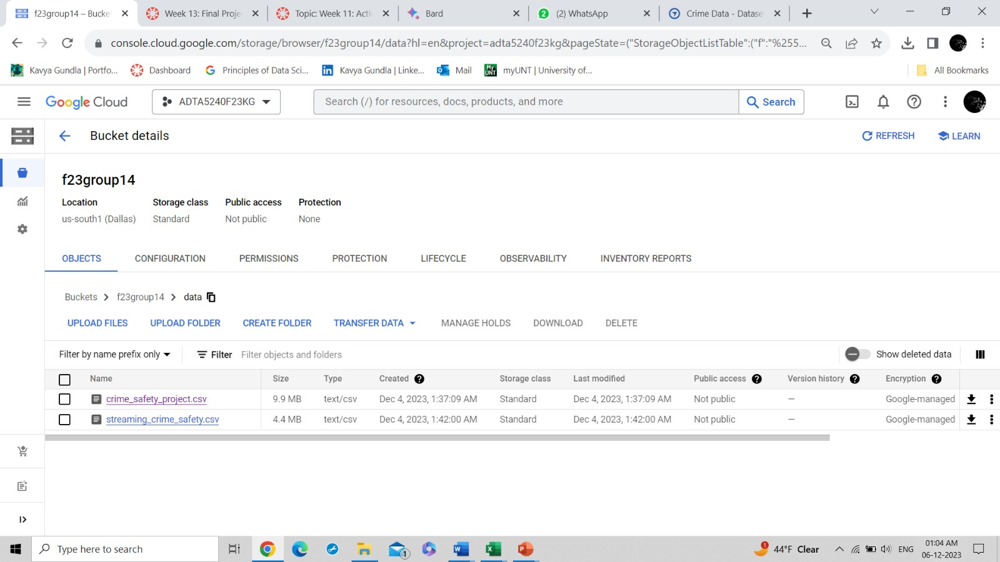 f23group14 – Bucke
Week 13: Final Proje
Topic: Week 11: Acti
Bard
2
(2) WhatsApp
Crime Data - Datase
console.cloud.google.com/storage/browser/f23group14/data?hl=en&project=adta5240f23kg&pageState=("StorageObjectListTable":("f":"%255...
Kavya Gundla | Portfo...
Dashboard
Principles of Data Sci...
Kavya Gundla | Linke...
Mail
myUNT | University of...
All Bookmarks
Google Cloud
ADTA5240F23KG
Search (/) for resources, docs, products, and more
Search
Bucket details
REFRESH
LEARN
f23group14
Location Storage class Public access Protection
us-south1 (Dallas) Standard Not public None
OBJECTS CONFIGURATION PERMISSIONS PROTECTION LIFECYCLE OBSERVABILITY INVENTORY REPORTS
Buckets > f23group14 > data
UPLOAD FILES UPLOAD FOLDER CREATE FOLDER TRANSFER DATA MANAGE HOLDS DOWNLOAD DELETE
Filter by name prefix only Filter Filter objects and folders Show deleted data
Name Size Type Created Storage class Last modified Public access Version history Encryption
crime_safety_project.csv 9.9 MB text/csv Dec 4, 2023, 1:37:09 AM Standard Dec 4, 2023, 1:37:09 AM Not public — Google-managed
streaming_crime_safety.csv 4.4 MB text/csv Dec 4, 2023, 1:42:00 AM Standard Dec 4, 2023, 1:42:00 AM Not public — Google-managed
Type here to search
1
1
44°F Clear
ENG
01:04 AM
06-12-2023